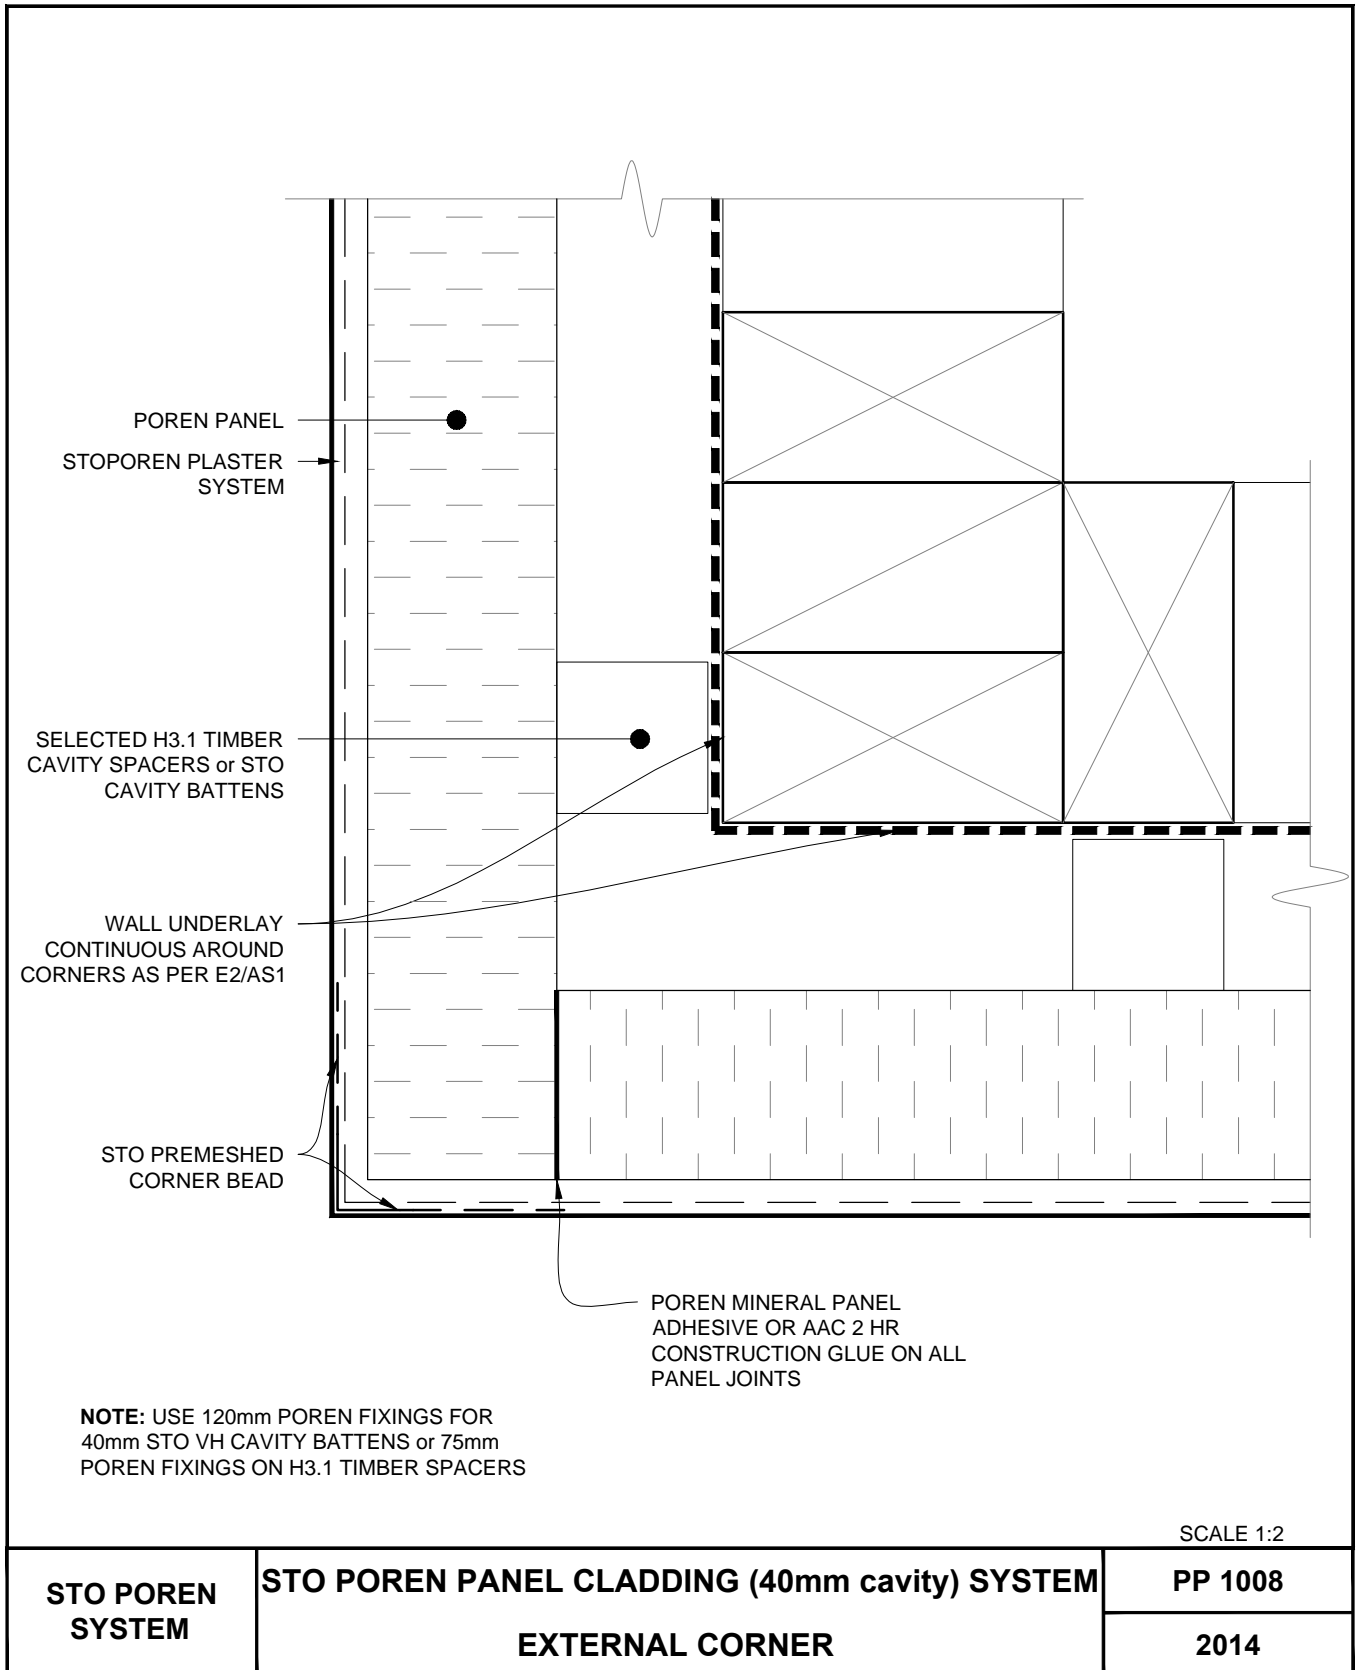 POREN PANEL
STOPOREN PLASTER
SYSTEM
SELECTED H3.1 TIMBER
CAVITY SPACERS or STO
CAVITY BATTENS
WALL UNDERLAY
CONTINUOUS AROUND
CORNERS AS PER E2/AS1
STO PREMESHED
CORNER BEAD
POREN MINERAL PANEL
ADHESIVE OR AAC 2 HR
CONSTRUCTION GLUE ON ALL
PANEL JOINTS
NOTE: USE 120mm POREN FIXINGS FOR
40mm STO VH CAVITY BATTENS or 75mm
POREN FIXINGS ON H3.1 TIMBER SPACERS
SCALE 1:2
STO POREN
SYSTEM
STO POREN PANEL CLADDING (40mm cavity) SYSTEM
EXTERNAL CORNER
PP 1008
2014